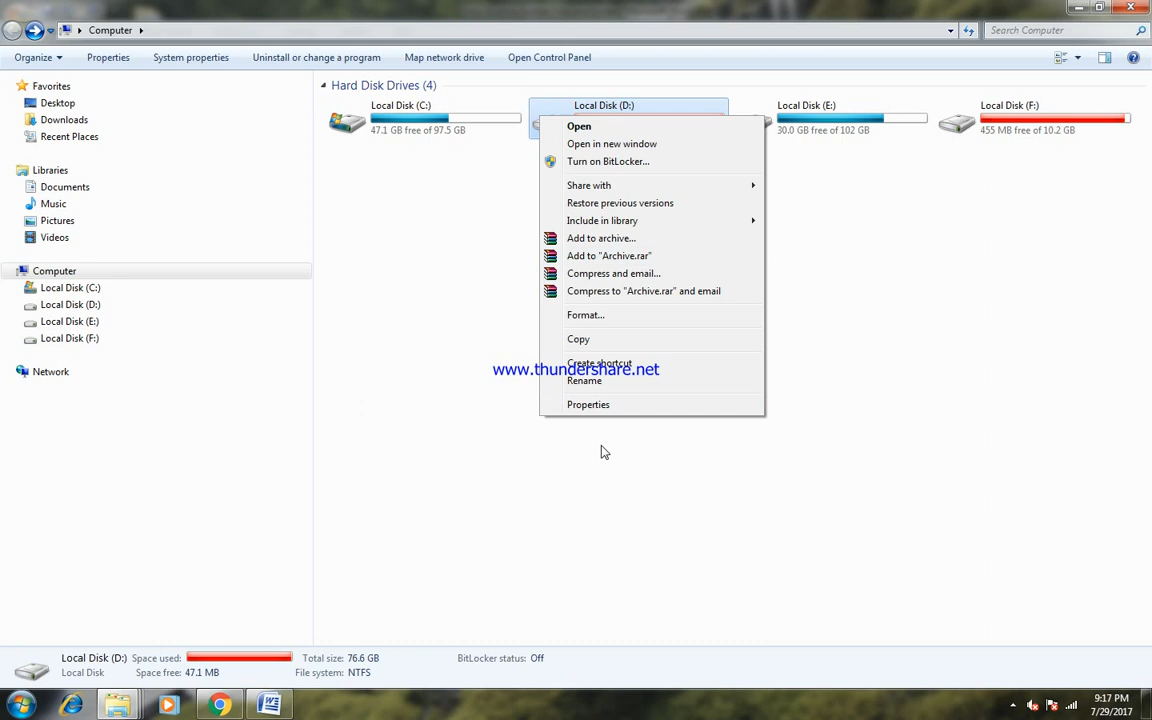 Computer
Search Computer
Organize
Properties
System properties
Uninstall or change a program
Map network drive
Open Control Panel
Favorites
Desktop
Downloads
Recent Places
Libraries
Documents
Music
Pictures
Videos
Computer
Local Disk (C:)
Local Disk (D:)
Local Disk (E:)
Local Disk (F:)
Network
Hard Disk Drives (4)
Local Disk (C:)
47.1 GB free of 97.5 GB
Local Disk (D:)
Local Disk (E:)
30.0 GB free of 102 GB
Local Disk (F:)
455 MB free of 10.2 GB
Open
Open in new window
Turn on BitLocker...
Share with
Restore previous versions
Include in library
Add to archive...
Add to "Archive.rar"
Compress and email...
Compress to "Archive.rar" and email
Format...
Copy
Create shortcut
www.thundershare.net
Rename
Properties
Local Disk (D:) Space used: Total size: 76.6 GB BitLocker status: Off
Local Disk Space free: 47.1 MB File system: NTFS
9:17 PM
7/29/2017